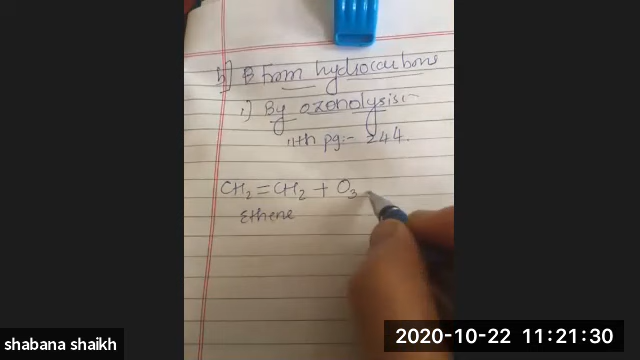 b] B From hydrocarbons
i) By ozonolysis:-
11th pg:- 244.
CH₂=CH₂ + O₃
Ethene
shabana shaikh
2020-10-22 11:21:30